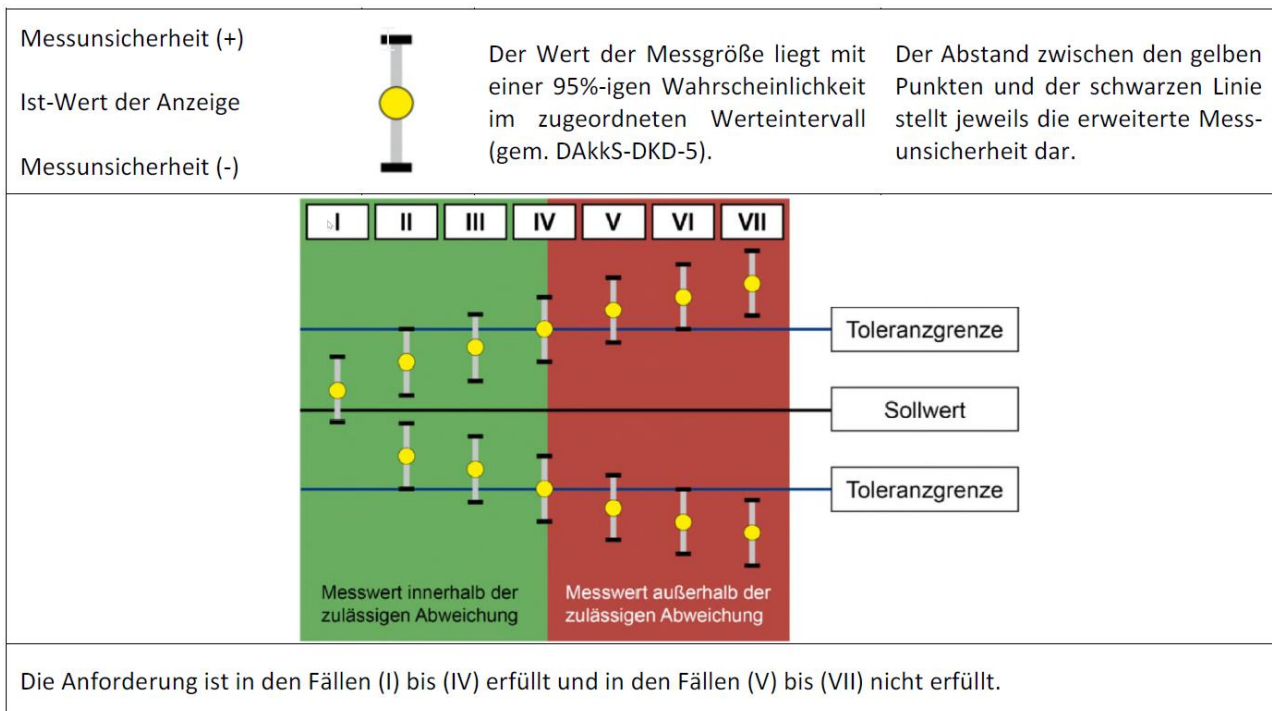 Messunsicherheit (+)
Ist-Wert der Anzeige
Messunsicherheit (-)
Der Wert der Messgröße liegt mit
einer 95%-igen Wahrscheinlichkeit
im zugeordneten Werteintervall
(gem. DAkkS-DKD-5).
Der Abstand zwischen den gelben
Punkten und der schwarzen Linie
stellt jeweils die erweiterte Mess-
unsicherheit dar.
I II III IV V VI VII
Toleranzgrenze
Sollwert
Toleranzgrenze
Messwert innerhalb der
zulässigen Abweichung
Messwert außerhalb der
zulässigen Abweichung
Die Anforderung ist in den Fällen (I) bis (IV) erfüllt und in den Fällen (V) bis (VII) nicht erfüllt.